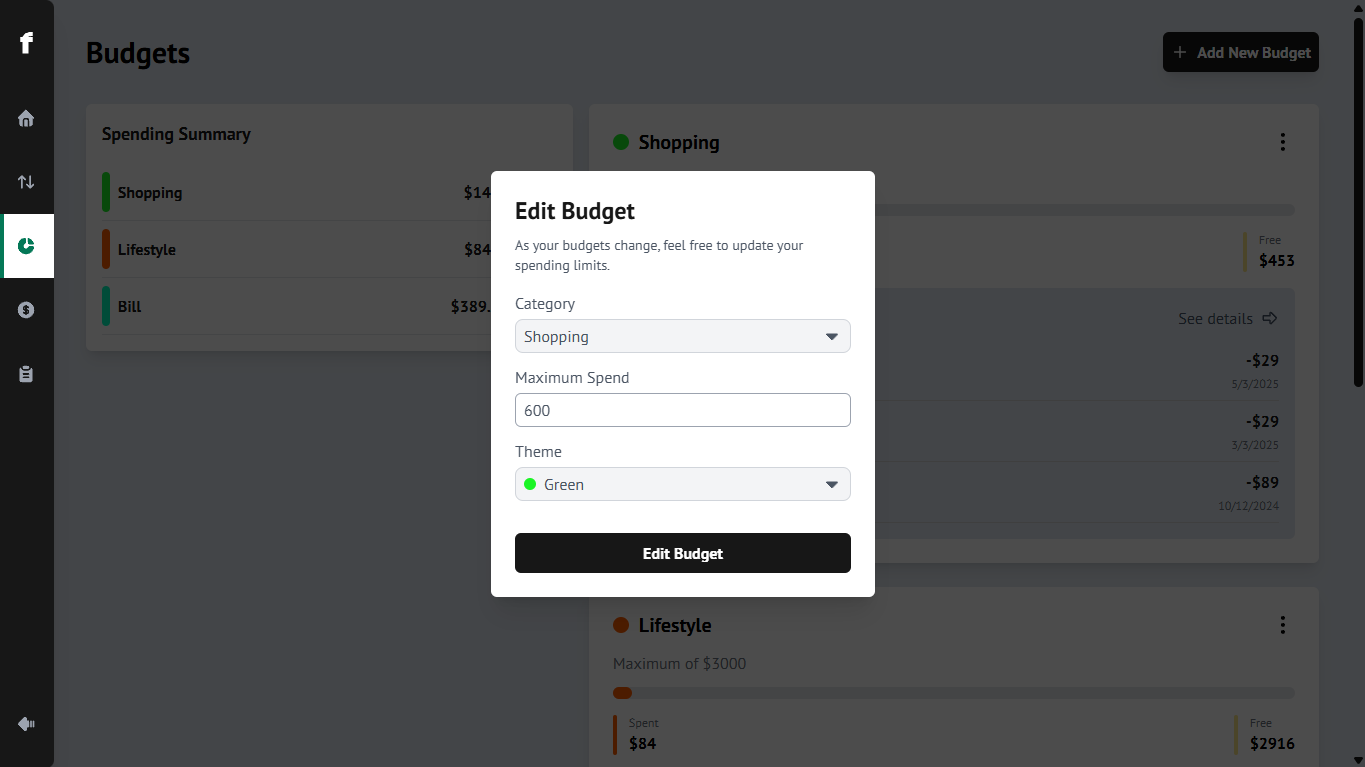 f
Budgets
+ Add New Budget
Spending Summary
Shopping
$14
Lifestyle
$84
Bill
$389.
Shopping
Free
$453
See details
-$29
5/3/2025
-$29
3/3/2025
-$89
10/12/2024
Edit Budget
As your budgets change, feel free to update your
spending limits.
Category
Shopping
Maximum Spend
600
Theme
Green
Edit Budget
Lifestyle
Maximum of $3000
Spent
$84
Free
$2916